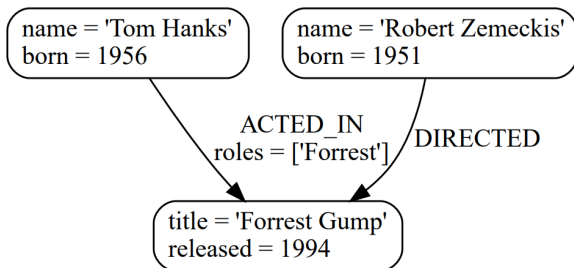 name = 'Tom Hanks'
born = 1956
name = 'Robert Zemeckis'
born = 1951
ACTED_IN
roles = ['Forrest']
DIRECTED
title = 'Forrest Gump'
released = 1994